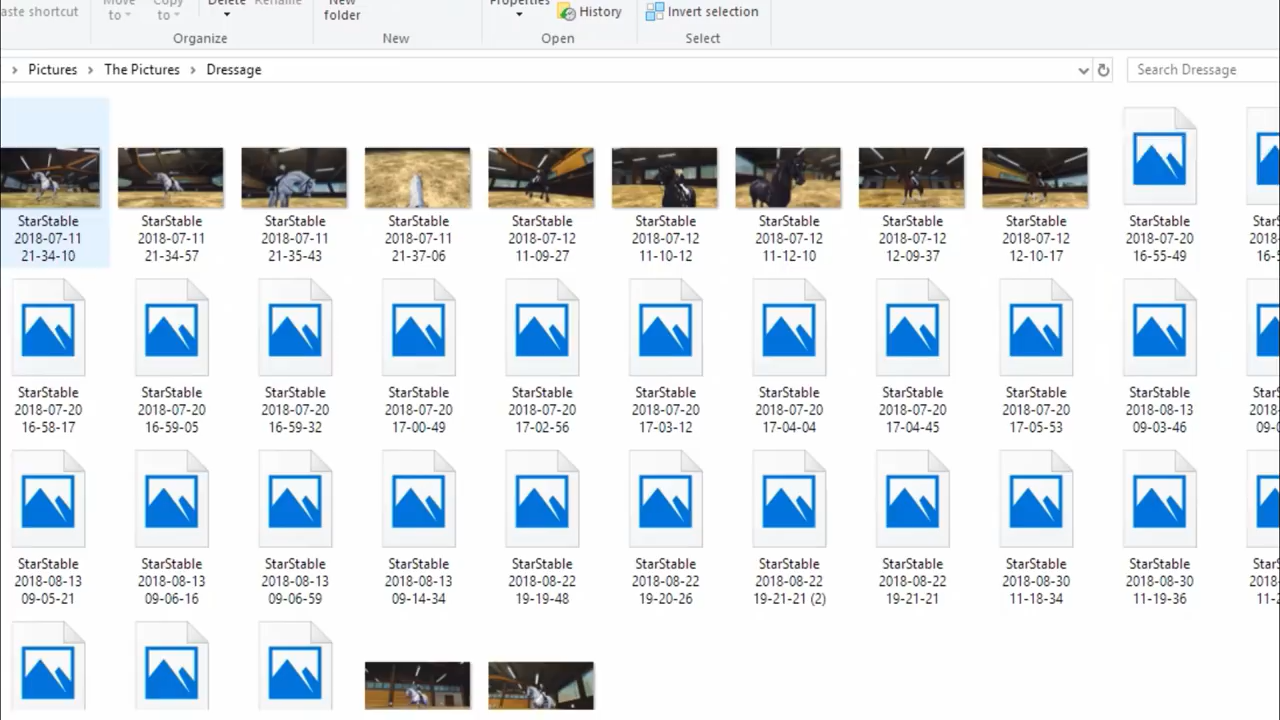 aste shortcut
Move to
Copy to
Delete
Rename
New folder
Properties
History
Invert selection
Organize
New
Open
Select
Pictures > The Pictures > Dressage
Search Dressage
StarStable 2018-07-11 21-34-10
StarStable 2018-07-11 21-34-57
StarStable 2018-07-11 21-35-43
StarStable 2018-07-11 21-37-06
StarStable 2018-07-12 11-09-27
StarStable 2018-07-12 11-10-12
StarStable 2018-07-12 11-12-10
StarStable 2018-07-12 12-09-37
StarStable 2018-07-12 12-10-17
StarStable 2018-07-20 16-55-49
StarStable 2018-07-20 16-58-17
StarStable 2018-07-20 16-59-05
StarStable 2018-07-20 16-59-32
StarStable 2018-07-20 17-00-49
StarStable 2018-07-20 17-02-56
StarStable 2018-07-20 17-03-12
StarStable 2018-07-20 17-04-04
StarStable 2018-07-20 17-04-45
StarStable 2018-07-20 17-05-53
StarStable 2018-08-13 09-03-46
StarStable 2018-08-13 09-05-21
StarStable 2018-08-13 09-06-16
StarStable 2018-08-13 09-06-59
StarStable 2018-08-13 09-14-34
StarStable 2018-08-22 19-19-48
StarStable 2018-08-22 19-20-26
StarStable 2018-08-22 19-21-21 (2)
StarStable 2018-08-22 19-21-21
StarStable 2018-08-30 11-18-34
StarStable 2018-08-30 11-19-36